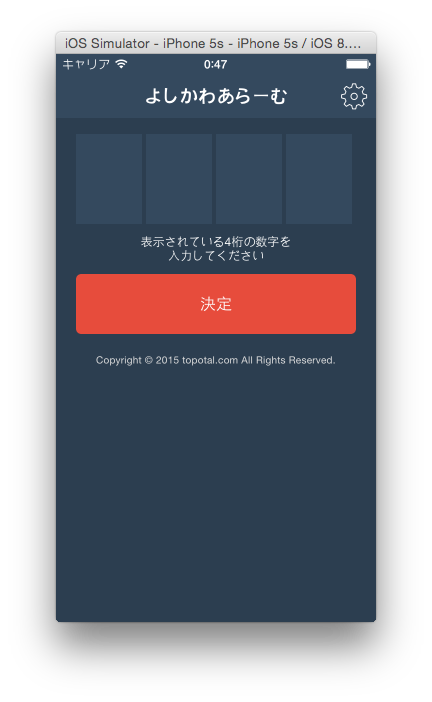 iOS Simulator - iPhone 5s - iPhone 5s / iOS 8....
キャリア 0:47
よしかわあらーむ
表示されている4桁の数字を
入力してください
決定
Copyright © 2015 topotal.com All Rights Reserved.